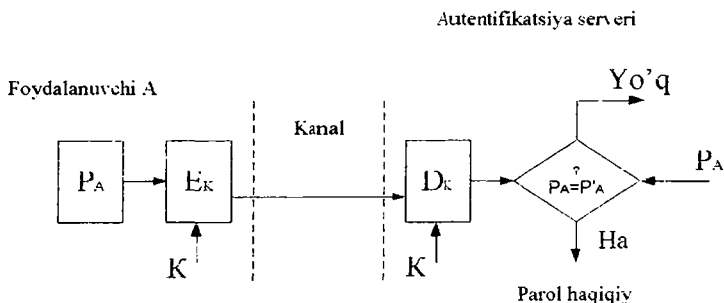 Autentifikatsiya serveri
Foydalanuvchi A
Yo’q
Kanal
PA
EK
DK
?
PA=P'A
PA
K
K
Ha
Parol haqiqiy